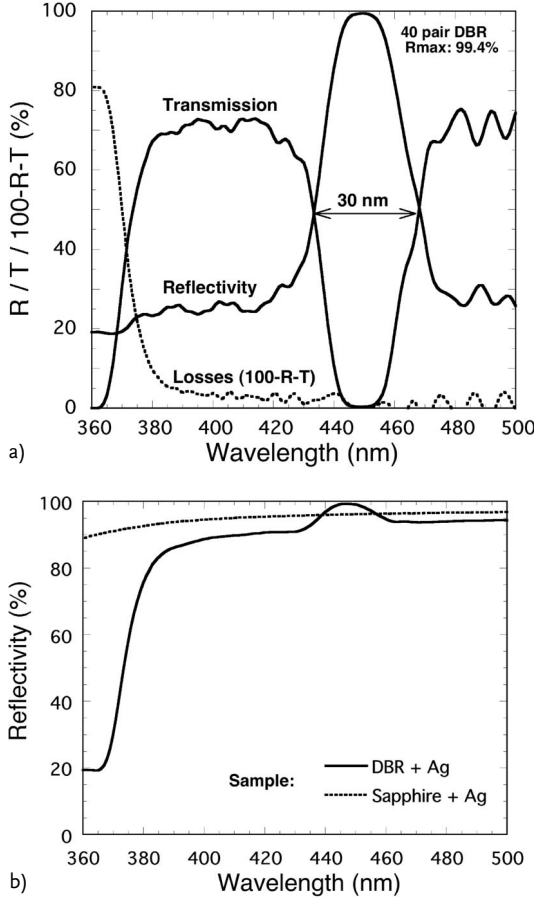 100
80
60
40
20
0
R / T / 100-R-T (%)
40 pair DBR
Rmax: 99.4%
Transmission
30 nm
Reflectivity
Losses (100-R-T)
360 380 400 420 440 460 480 500
Wavelength (nm)
a)
100
80
60
40
20
0
Reflectivity (%)
Sample:
DBR + Ag
Sapphire + Ag
360 380 400 420 440 460 480 500
Wavelength (nm)
b)